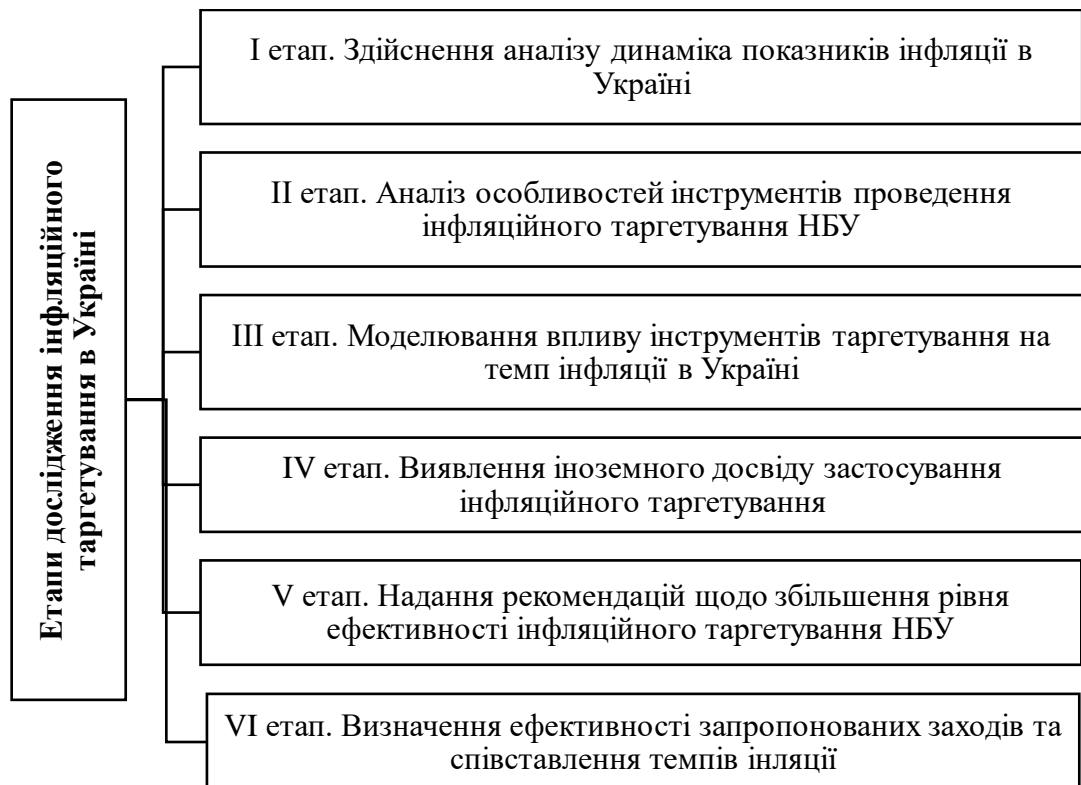 Етапи дослідження інфляційного
таргетування в Україні
I етап. Здійснення аналізу динаміка показників інфляції в
Україні
II етап. Аналіз особливостей інструментів проведення
інфляційного таргетування НБУ
III етап. Моделювання впливу інструментів таргетування на
темп інфляції в Україні
IV етап. Виявлення іноземного досвіду застосування
інфляційного таргетування
V етап. Надання рекомендацій щодо збільшення рівня
ефективності інфляційного таргетування НБУ
VI етап. Визначення ефективності запропонованих заходів та
співставлення темпів інляції